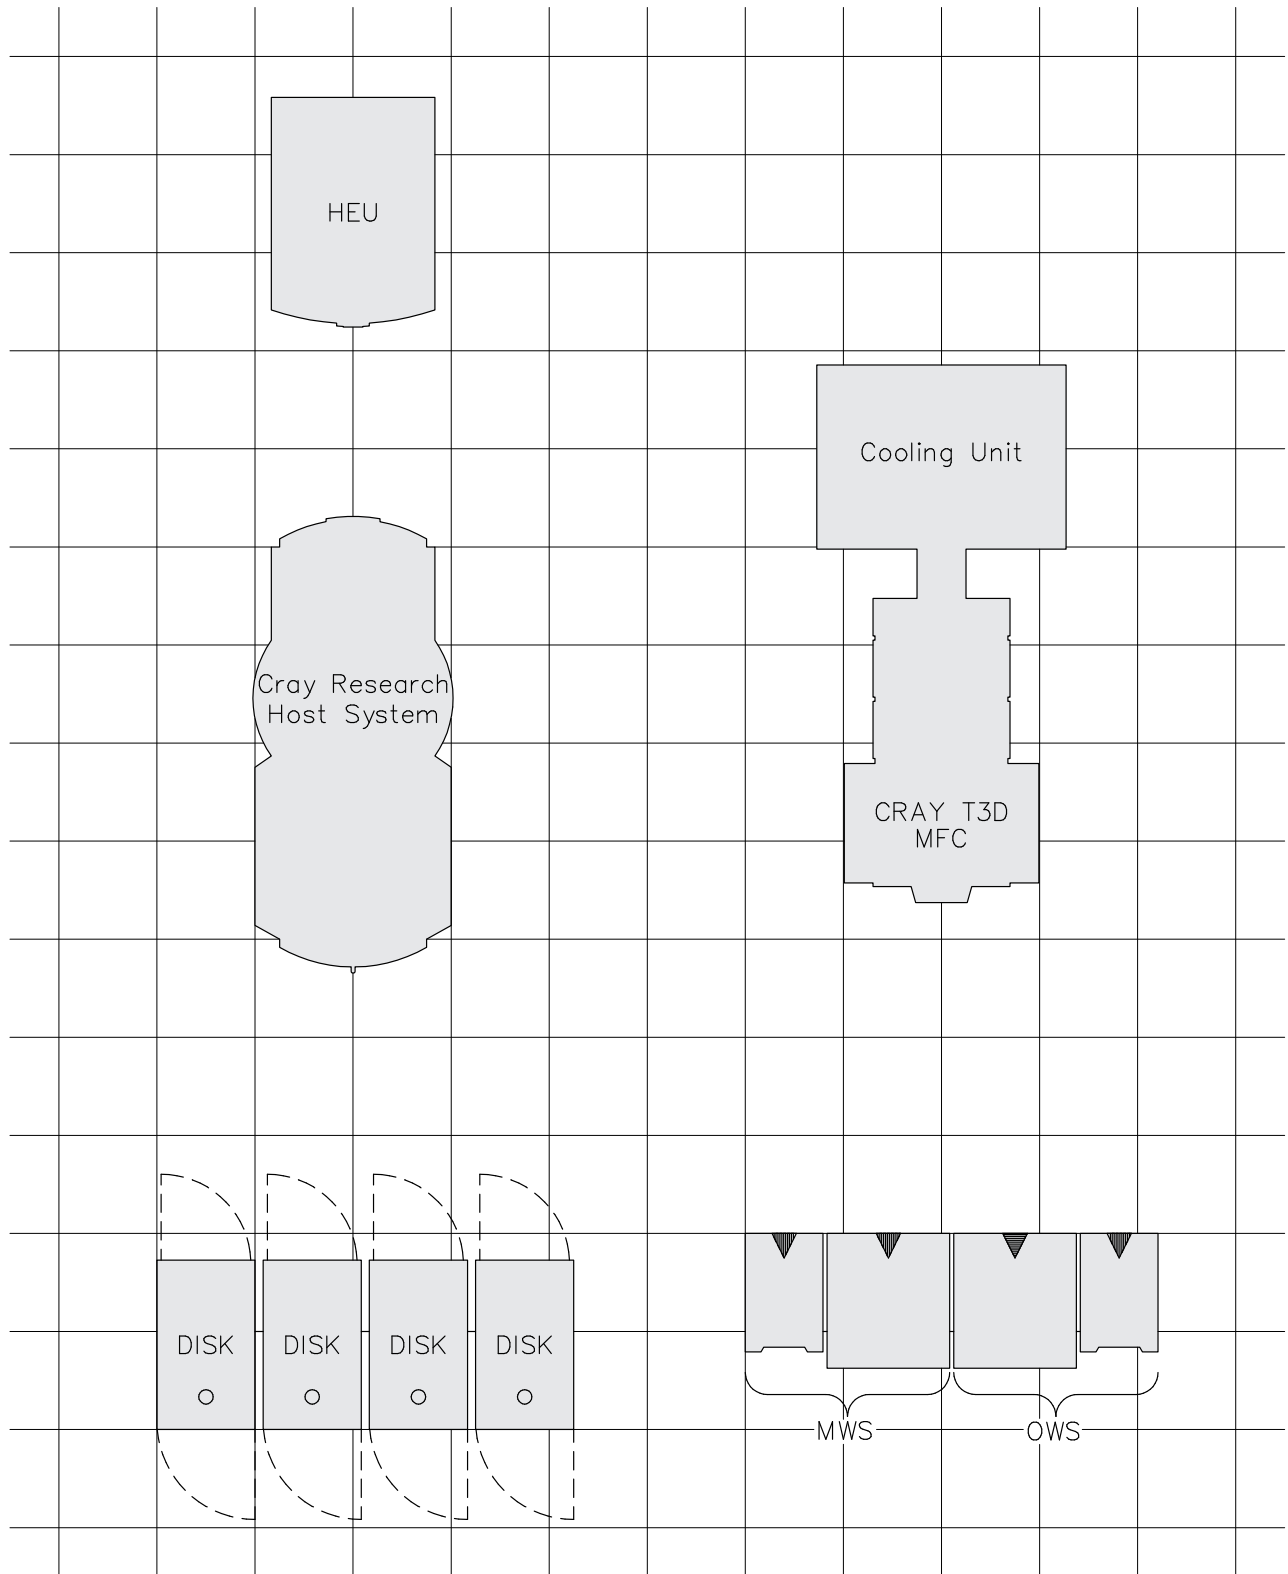 HEU
Cooling Unit
Cray Research
Host System
CRAY T3D
MFC
DISK
DISK
DISK
DISK
MWS
OWS